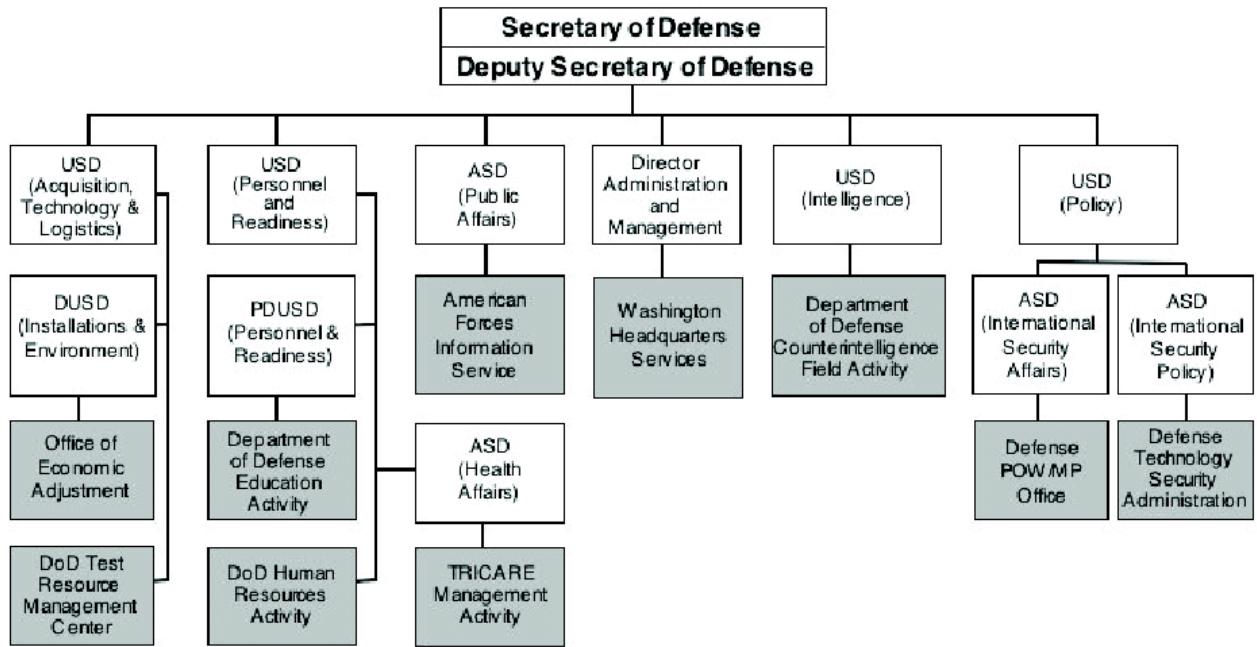 Secretary of Defense
Deputy Secretary of Defense
USD
(Acquisition,
Technology &
Logistics)
USD
(Personnel
and
Readiness)
ASD
(Public
Affairs)
Director
Administration
and
Management
USD
(Intelligence)
USD
(Policy)
DUSD
(Installations &
Environment)
PDUSD
(Personnel &
Readiness)
American
Forces
Information
Service
Washington
Headquarters
Services
Department
of Defense
Counterintelligence
Field Activity
ASD
(International
Security
Affairs)
ASD
(International
Security
Policy)
Office of
Economic
Adjustment
Department
of Defense
Education
Activity
ASD
(Health
Affairs)
Defense
POW/MP
Office
Defense
Technology
Security
Administration
DoD Test
Resource
Management
Center
DoD Human
Resources
Activity
TRICARE
Management
Activity